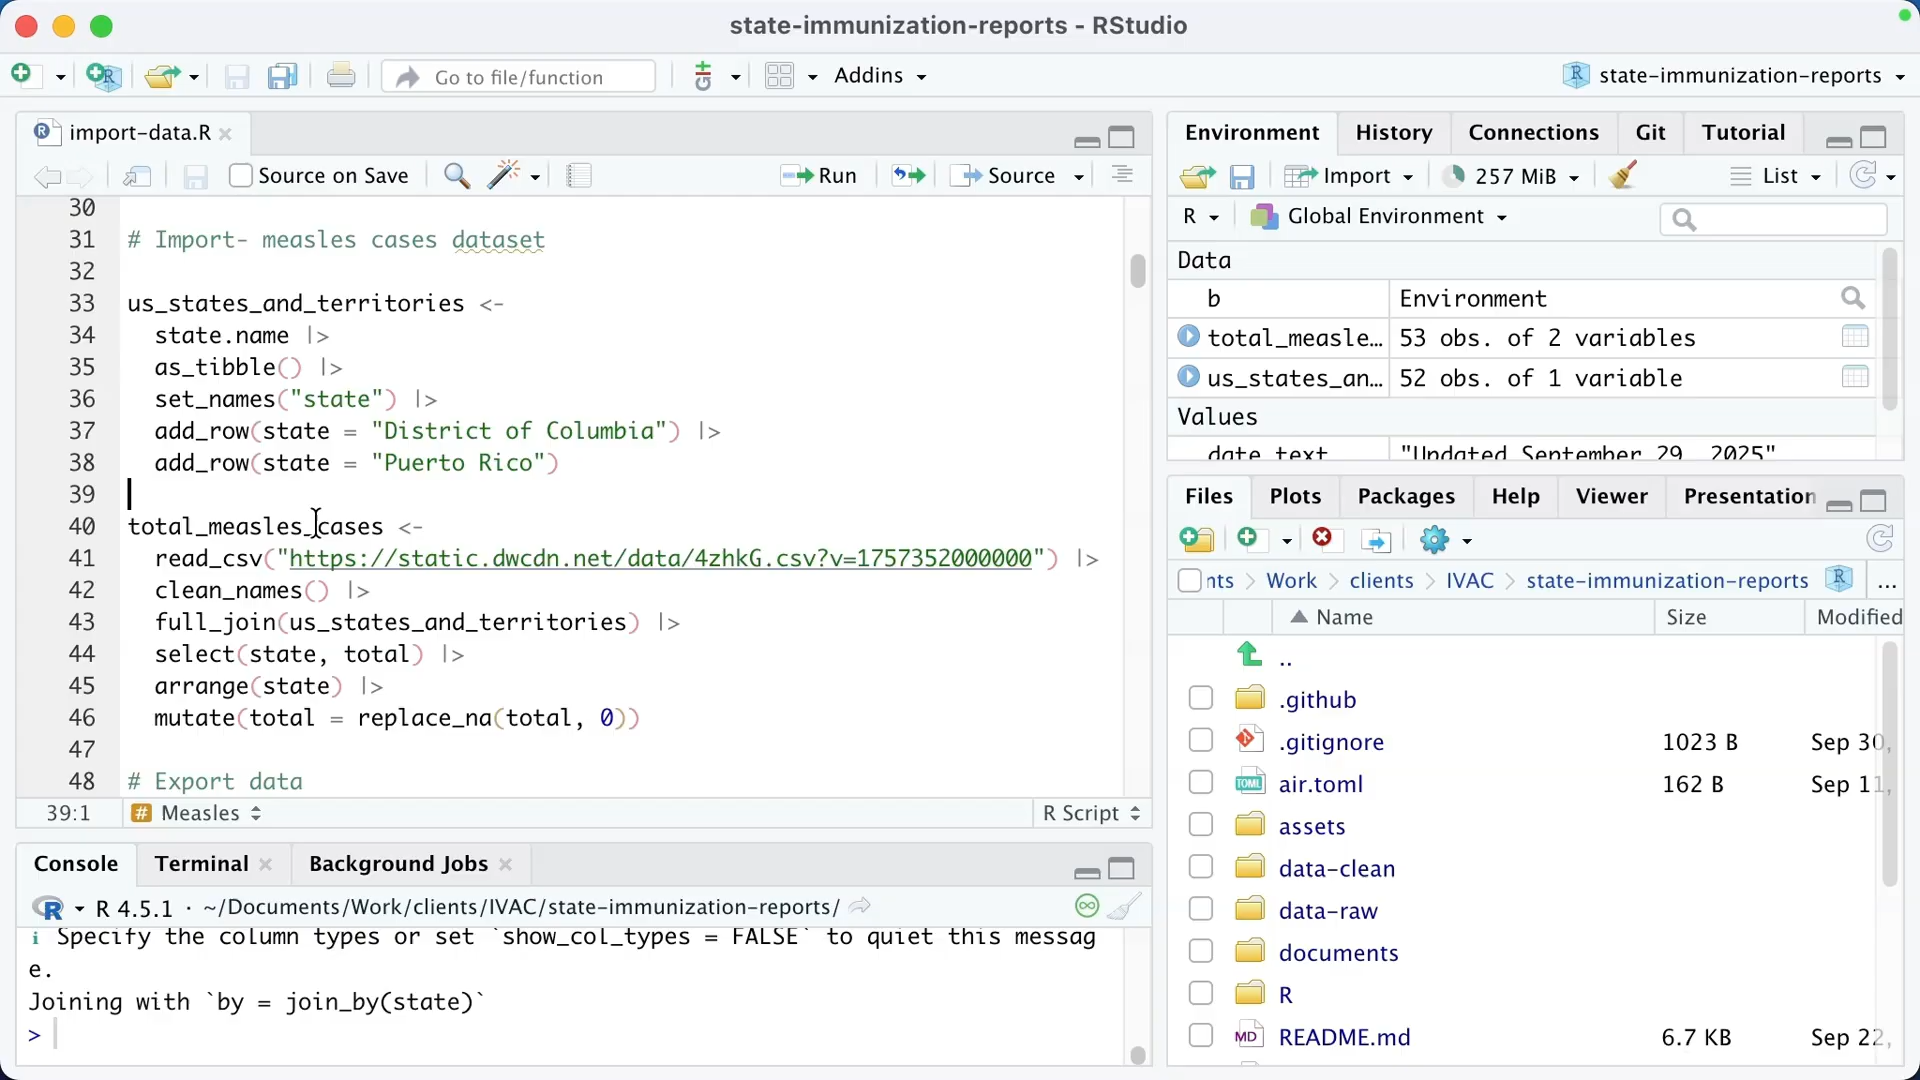 state-immunization-reports - RStudio
Go to file/function
Addins
state-immunization-reports
import-data.R
Source on Save
Run
Source
30
31 # Import- measles cases dataset
32
33 us_states_and_territories <-
34 state.name |>
35 as_tibble() |>
36 set_names("state") |>
37 add_row(state = "District of Columbia") |>
38 add_row(state = "Puerto Rico")
39
40 total_measles_cases <-
41 read_csv("https://static.dwcdn.net/data/4zhkG.csv?v=1757352000000") |>
42 clean_names() |>
43 full_join(us_states_and_territories) |>
44 select(state, total) |>
45 arrange(state) |>
46 mutate(total = replace_na(total, 0))
47
48 # Export data
39:1 # Measles R Script
Console Terminal Background Jobs
R 4.5.1 · ~/Documents/Work/clients/IVAC/state-immunization-reports/
i Specify the column types or set `show_col_types = FALSE` to quiet this messag
e.
Joining with `by = join_by(state)`
>
Environment History Connections Git Tutorial
Import 257 MiB List
R Global Environment
Data
b Environment
total_measle… 53 obs. of 2 variables
us_states_an… 52 obs. of 1 variable
Values
date_text "Updated September 29, 2025"
Files Plots Packages Help Viewer Presentation
nts > Work > clients > IVAC > state-immunization-reports ...
Name Size Modified
..
.github
.gitignore 1023 B Sep 30,
air.toml 162 B Sep 11,
assets
data-clean
data-raw
documents
R
README.md 6.7 KB Sep 22,